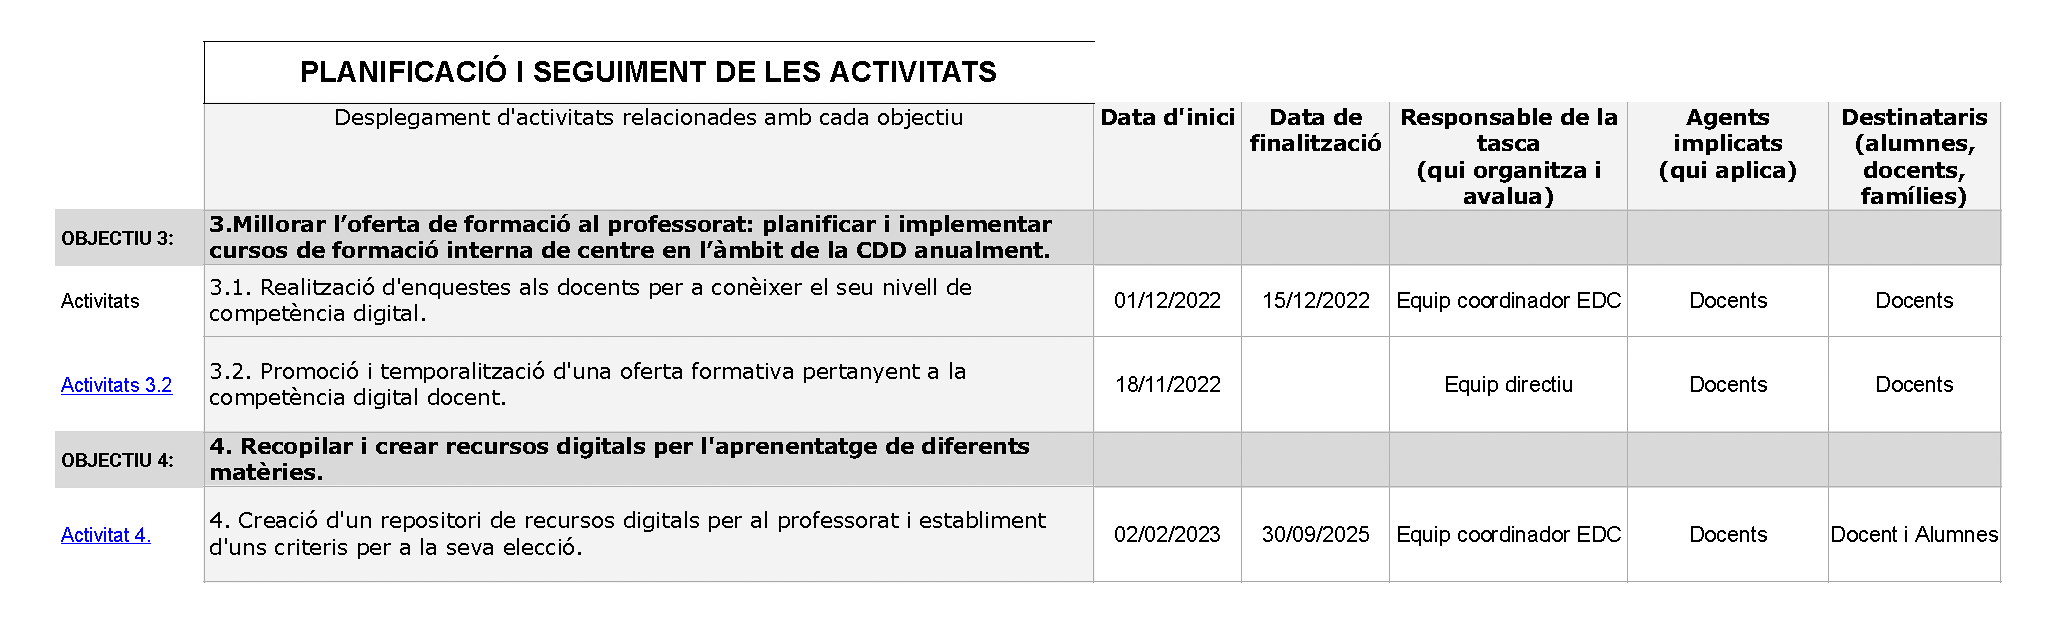 PLANIFICACIÓ I SEGUIMENT DE LES ACTIVITATS
Desplegament d'activitats relacionades amb cada objectiu
Data d'inici
Data de
finalització
Responsable de la
tasca
(qui organitza i
avalua)
Agents
implicats
(qui aplica)
Destinataris
(alumnes,
docents,
famílies)
OBJECTIU 3:
3.Millorar l’oferta de formació al professorat: planificar i implementar
cursos de formació interna de centre en l’àmbit de la CDD anualment.
Activitats
3.1. Realització d'enquestes als docents per a conèixer el seu nivell de
competència digital.
01/12/2022
15/12/2022
Equip coordinador EDC
Docents
Docents
Activitats 3.2
3.2. Promoció i temporalització d'una oferta formativa pertanyent a la
competència digital docent.
18/11/2022
Equip directiu
Docents
Docents
OBJECTIU 4:
4. Recopilar i crear recursos digitals per l'aprenentatge de diferents
matèries.
Activitat 4.
4. Creació d'un repositori de recursos digitals per al professorat i establiment
d'uns criteris per a la seva elecció.
02/02/2023
30/09/2025
Equip coordinador EDC
Docents
Docent i Alumnes